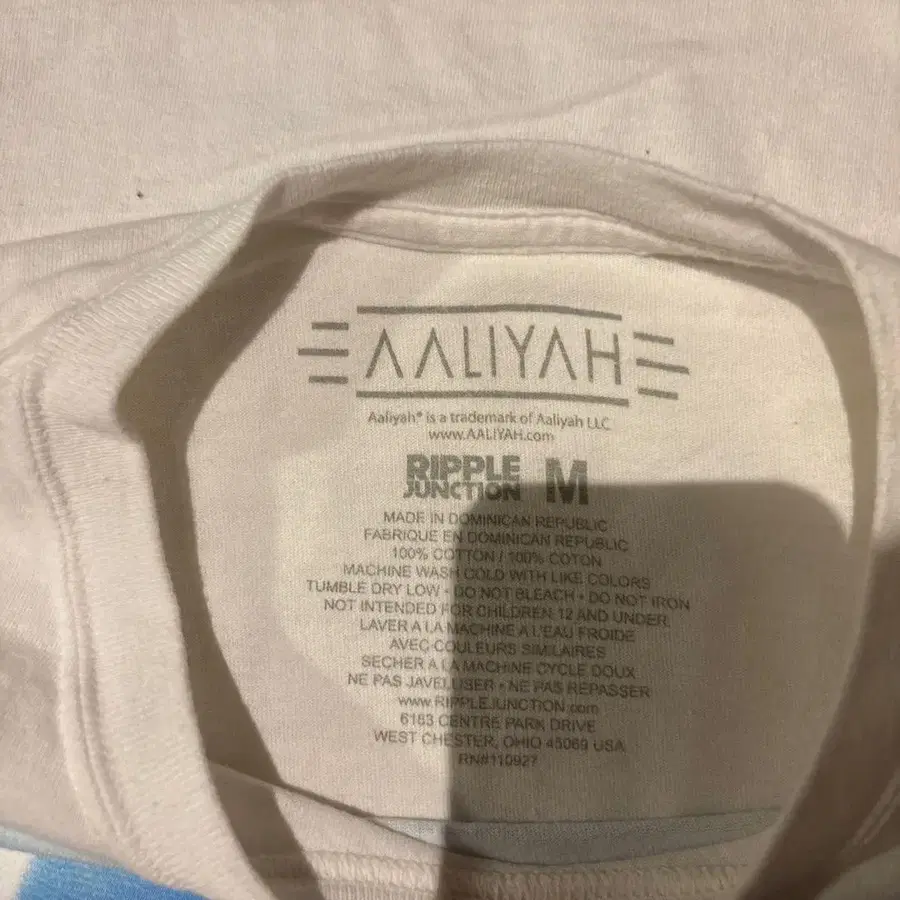 AALIYAH
Aaliyah® is a trademark of Aaliyah LLC
www.AALIYAH.com
RIPPLE JUNCTION M
MADE IN DOMINICAN REPUBLIC
FABRIQUE EN DOMINICAN REPUBLIC
100% COTTON / 100% COTON
MACHINE WASH COLD WITH LIKE COLORS
TUMBLE DRY LOW • DO NOT BLEACH • DO NOT IRON
NOT INTENDED FOR CHILDREN 12 AND UNDER
LAVER A LA MACHINE A L'EAU FROIDE
AVEC COULEURS SIMILAIRES
SECHER A LA MACHINE CYCLE DOUX
NE PAS JAVELLISER • NE PAS REPASSER
www.RIPPLEJUNCTION.com
6183 CENTRE PARK DRIVE
WEST CHESTER, OHIO 45069 USA
RN#110927